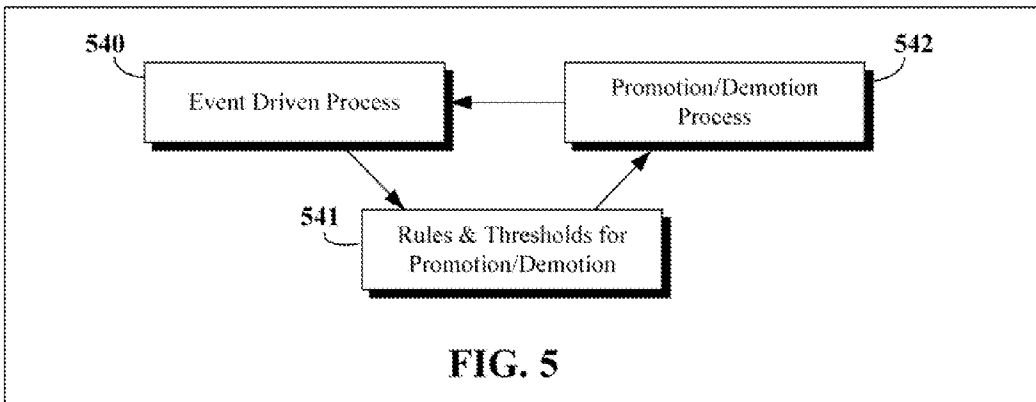 540
Event Driven Process
542
Promotion/Demotion
Process
541
Rules & Thresholds for
Promotion/Demotion
FIG. 5